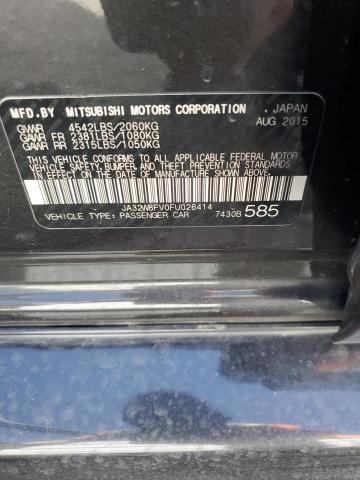 MFD.BY MITSUBISHI MOTORS CORPORATION . JAPAN
GVWR 4542LBS/2060KG AUG 2015
GAWR FR 2381LBS/1080KG
GAWR RR 2315LBS/1050KG
THIS VEHICLE CONFORMS TO ALL APPLICABLE FEDERAL MOTOR
VEHICLE SAFETY, BUMPER, AND THEFT PREVENTION STANDARDS
IN EFFECT ON THE DATE OF MANUFACTURE SHOWN ABOVE.
JA32W8FV0FU026414
VEHICLE TYPE: PASSENGER CAR 7430B 585